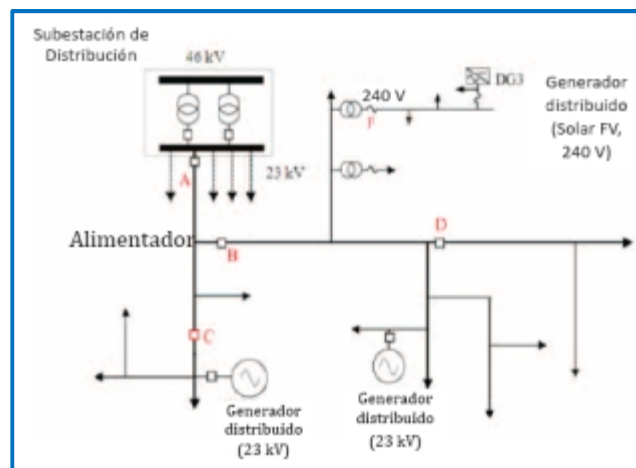 Subestación de
Distribución
46 kV
23 kV
A
Alimentador
B
C
D
240 V
F
DG3
Generador
distribuido
(Solar FV,
240 V)
Generador
distribuido
(23 kV)
Generador
distribuido
(23 kV)